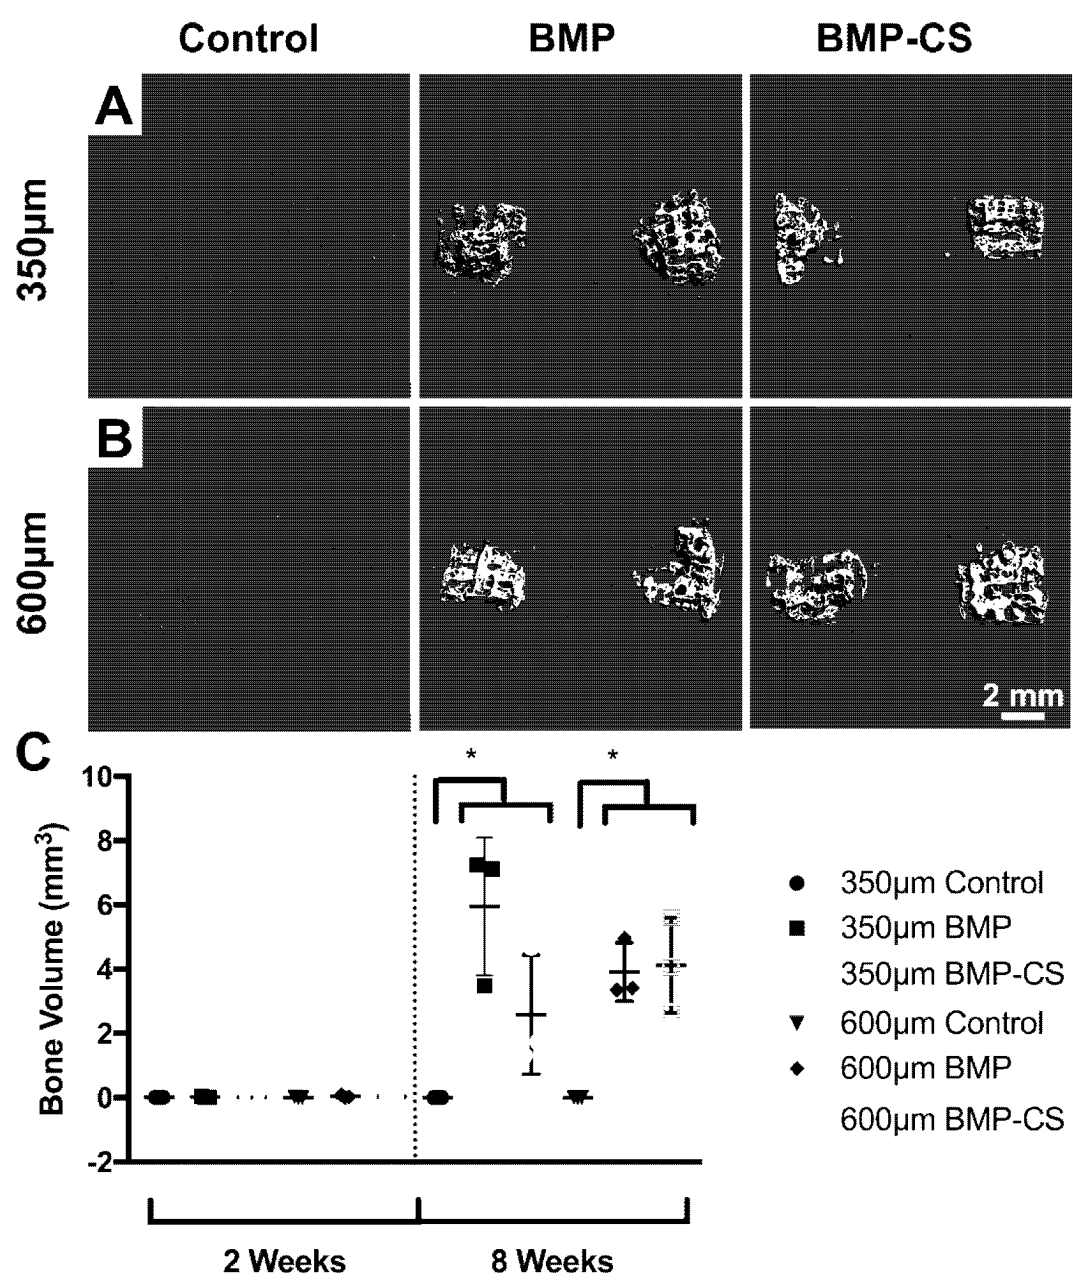 Control BMP BMP-CS
A
350µm
B
600µm
2 mm
C
* *
Bone Volume (mm³)
10
8
6
4
2
0
-2
350µm Control
350µm BMP
350µm BMP-CS
600µm Control
600µm BMP
600µm BMP-CS
2 Weeks 8 Weeks